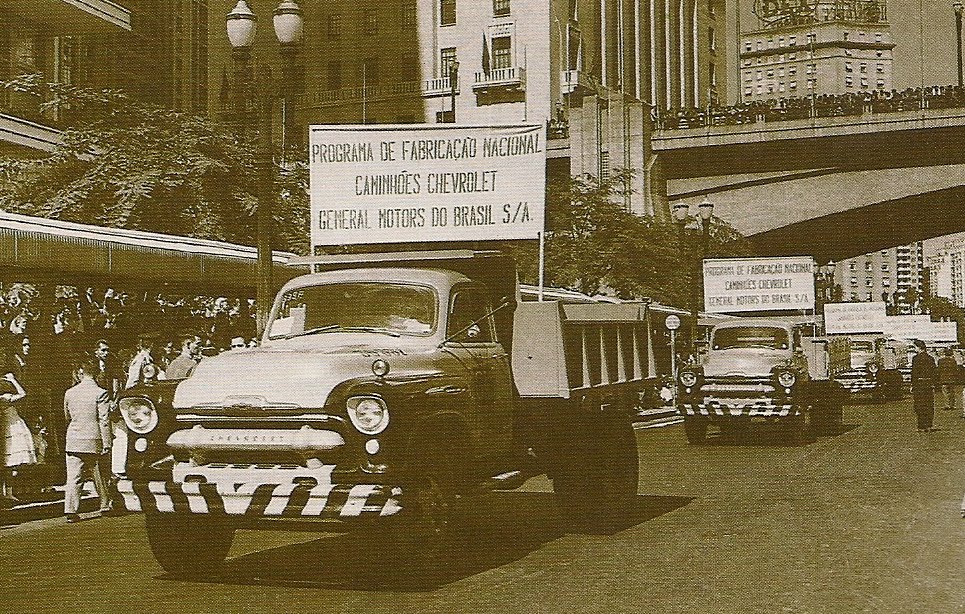 PROGRAMA DE FABRICAÇÃO NACIONAL
CAMINHÕES CHEVROLET
GENERAL MOTORS DO BRASIL S/A.
CHEVROLET
PROGRAMA DE FABRICAÇÃO NACIONAL
CAMINHÕES CHEVROLET
GENERAL MOTORS DO BRASIL S/A.